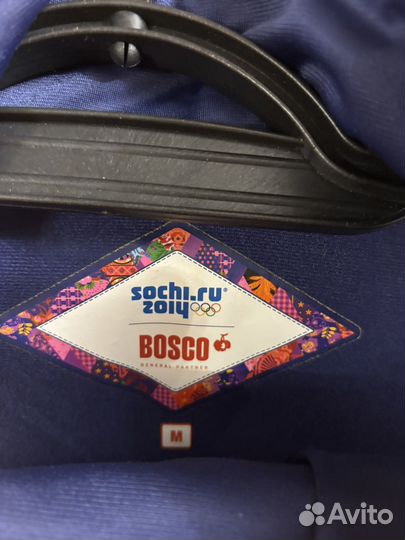 sochi.ru
2014
BOSCO
GENERAL PARTNER
M
Avito